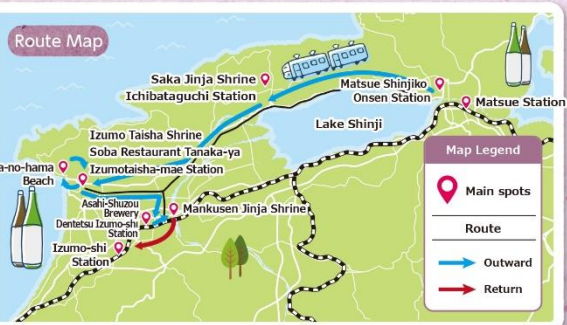 Route Map
Saka Jinja Shrine
Ichibataguchi Station
Matsue Shinjiko
Onsen Station
Matsue Station
Lake Shinji
Izumo Taisha Shrine
Soba Restaurant Tanaka-ya
Izumotaisha-mae Station
a-no-hama
Beach
Asahi-Shuzou
Brewery
Dentetsu Izumo-shi
Station
Mankusen Jinja Shrine
Izumo-shi
Station
Map Legend
Main spots
Route
Outward
Return